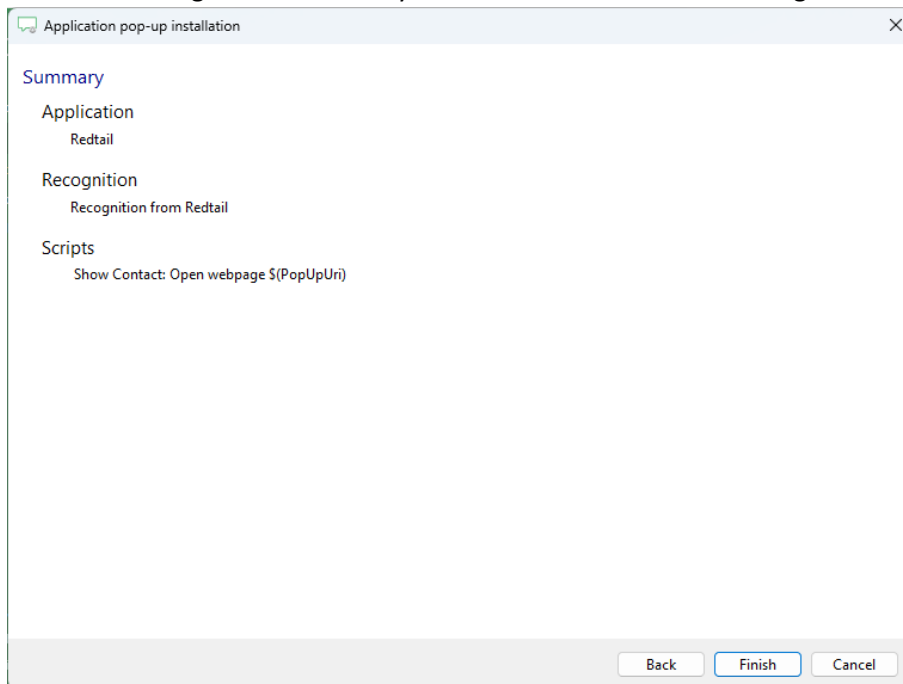 Application pop-up installation
Summary
Application
Redtail
Recognition
Recognition from Redtail
Scripts
Show Contact: Open webpage $(PopUpUri)
Back Finish Cancel